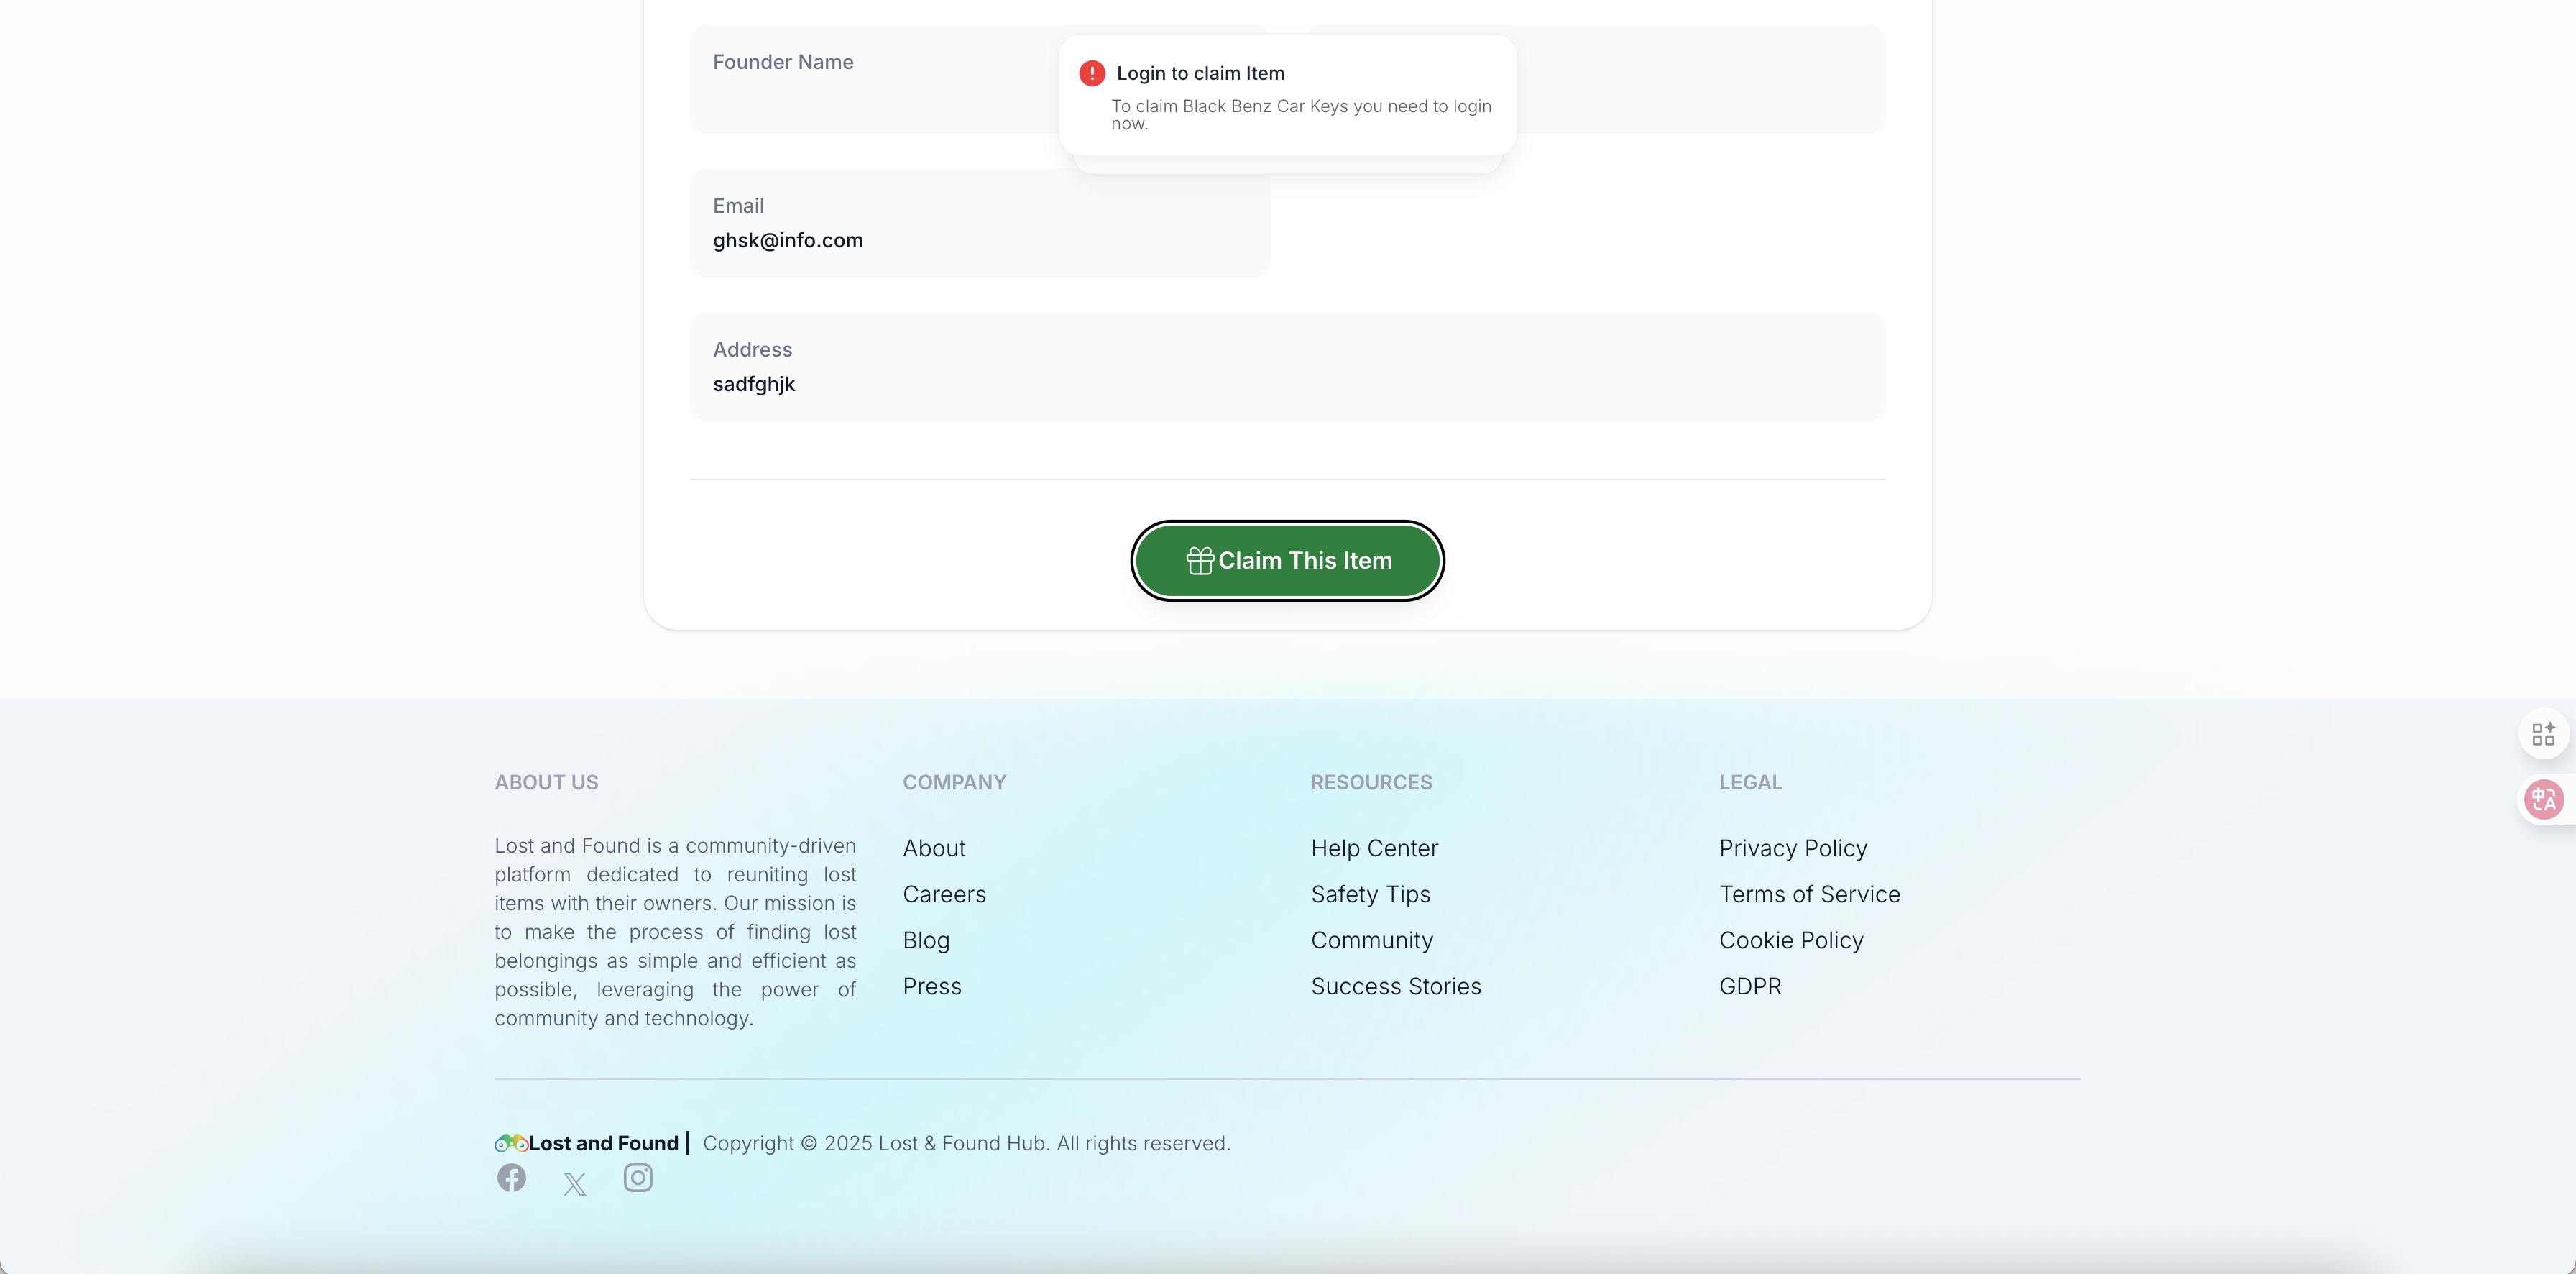 Founder Name
Login to claim Item
To claim Black Benz Car Keys you need to login
now.
Email
ghsk@info.com
Address
sadfghjk
Claim This Item
ABOUT US
Lost and Found is a community-driven
platform dedicated to reuniting lost
items with their owners. Our mission is
to make the process of finding lost
belongings as simple and efficient as
possible, leveraging the power of
community and technology.
COMPANY
About
Careers
Blog
Press
RESOURCES
Help Center
Safety Tips
Community
Success Stories
LEGAL
Privacy Policy
Terms of Service
Cookie Policy
GDPR
中A
Lost and Found | Copyright © 2025 Lost & Found Hub. All rights reserved.